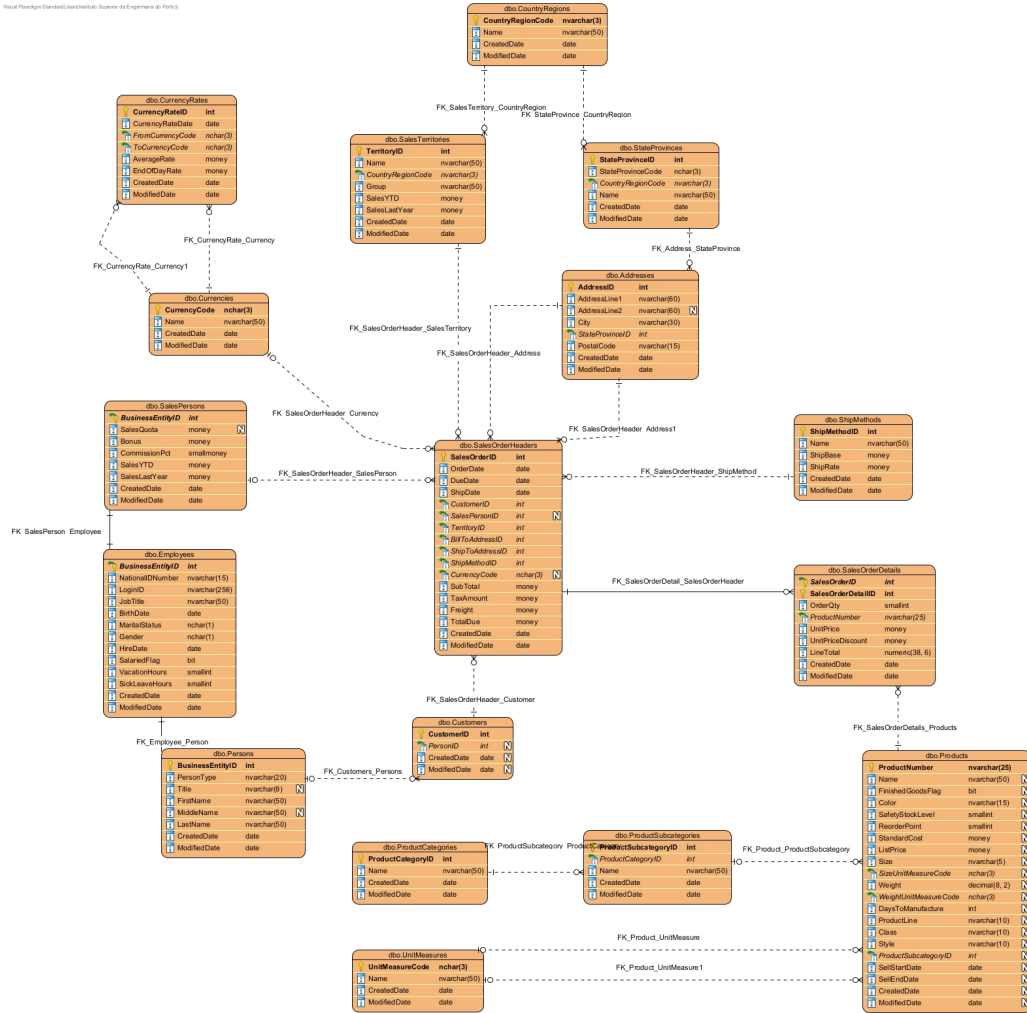 Visual Paradigm Standard(Joao(Instituto Superior de Engenharia do Porto))
dbo.CountryRegions
CountryRegionCode nvarchar(3)
Name nvarchar(50)
CreatedDate date
ModifiedDate date
FK_SalesTerritory_CountryRegion
FK_StateProvince_CountryRegion
dbo.CurrencyRates
CurrencyRateID int
CurrencyRateDate date
FromCurrencyCode nchar(3)
ToCurrencyCode nchar(3)
AverageRate money
EndOfDayRate money
CreatedDate date
ModifiedDate date
FK_CurrencyRate_Currency
FK_CurrencyRate_Currency1
dbo.SalesTerritories
TerritoryID int
Name nvarchar(50)
CountryRegionCode nvarchar(3)
Group nvarchar(50)
SalesYTD money
SalesLastYear money
CreatedDate date
ModifiedDate date
dbo.StateProvinces
StateProvinceID int
StateProvinceCode nchar(3)
CountryRegionCode nvarchar(3)
Name nvarchar(50)
CreatedDate date
ModifiedDate date
FK_Address_StateProvince
dbo.Addresses
AddressID int
AddressLine1 nvarchar(60)
AddressLine2 nvarchar(60) N
City nvarchar(30)
StateProvinceID int
PostalCode nvarchar(15)
CreatedDate date
ModifiedDate date
dbo.Currencies
CurrencyCode nchar(3)
Name nvarchar(50)
CreatedDate date
ModifiedDate date
FK_SalesOrderHeader_SalesTerritory
FK_SalesOrderHeader_Address
FK_SalesOrderHeader_Currency
FK_SalesOrderHeader_Address1
dbo.SalesPersons
BusinessEntityID int
SalesQuota money N
Bonus money
CommissionPct smallmoney
SalesYTD money
SalesLastYear money
CreatedDate date
ModifiedDate date
FK_SalesOrderHeader_SalesPerson
FK_SalesPerson_Employee
dbo.SalesOrderHeaders
SalesOrderID int
OrderDate date
DueDate date
ShipDate date
CustomerID int
SalesPersonID int N
TerritoryID int
BillToAddressID int
ShipToAddressID int
ShipMethodID int
CurrencyCode nchar(3) N
SubTotal money
TaxAmount money
Freight money
TotalDue money
CreatedDate date
ModifiedDate date
FK_SalesOrderHeader_ShipMethod
dbo.ShipMethods
ShipMethodID int
Name nvarchar(50)
ShipBase money
ShipRate money
CreatedDate date
ModifiedDate date
dbo.Employees
BusinessEntityID int
NationalIDNumber nvarchar(15)
LoginID nvarchar(256)
JobTitle nvarchar(50)
BirthDate date
MaritalStatus nchar(1)
Gender nchar(1)
HireDate date
SalariedFlag bit
VacationHours smallint
SickLeaveHours smallint
CreatedDate date
ModifiedDate date
FK_SalesOrderDetail_SalesOrderHeader
dbo.SalesOrderDetails
SalesOrderID int
SalesOrderDetailID int
OrderQty smallint
ProductNumber nvarchar(25)
UnitPrice money
UnitPriceDiscount money
LineTotal numeric(38, 6)
CreatedDate date
ModifiedDate date
FK_SalesOrderHeader_Customer
FK_SalesOrderDetails_Products
FK_Employee_Person
dbo.Customers
CustomerID int
PersonID int N
CreatedDate date N
ModifiedDate date N
dbo.Persons
BusinessEntityID int
PersonType nvarchar(20)
Title nvarchar(8) N
FirstName nvarchar(50)
MiddleName nvarchar(50) N
LastName nvarchar(50)
CreatedDate date
ModifiedDate date
FK_Customers_Persons
dbo.Products
ProductNumber nvarchar(25)
Name nvarchar(50) N
FinishedGoodsFlag bit N
Color nvarchar(15) N
SafetyStockLevel smallint N
ReorderPoint smallint N
StandardCost money N
ListPrice money N
Size nvarchar(5) N
SizeUnitMeasureCode nchar(3) N
Weight decimal(8, 2) N
WeightUnitMeasureCode nchar(3) N
DaysToManufacture int N
ProductLine nvarchar(10) N
Class nvarchar(10) N
Style nvarchar(10) N
ProductSubcategoryID int N
SellStartDate date N
SellEndDate date N
CreatedDate date N
ModifiedDate date N
dbo.ProductCategories
ProductCategoryID int
Name nvarchar(50)
CreatedDate date
ModifiedDate date
FK_ProductSubcategory_ProductCategory
dbo.ProductSubcategories
ProductSubcategoryID int
ProductCategoryID int
Name nvarchar(50)
CreatedDate date
ModifiedDate date
FK_Product_ProductSubcategory
FK_Product_UnitMeasure
FK_Product_UnitMeasure1
dbo.UnitMeasures
UnitMeasureCode nchar(3)
Name nvarchar(50)
CreatedDate date
ModifiedDate date